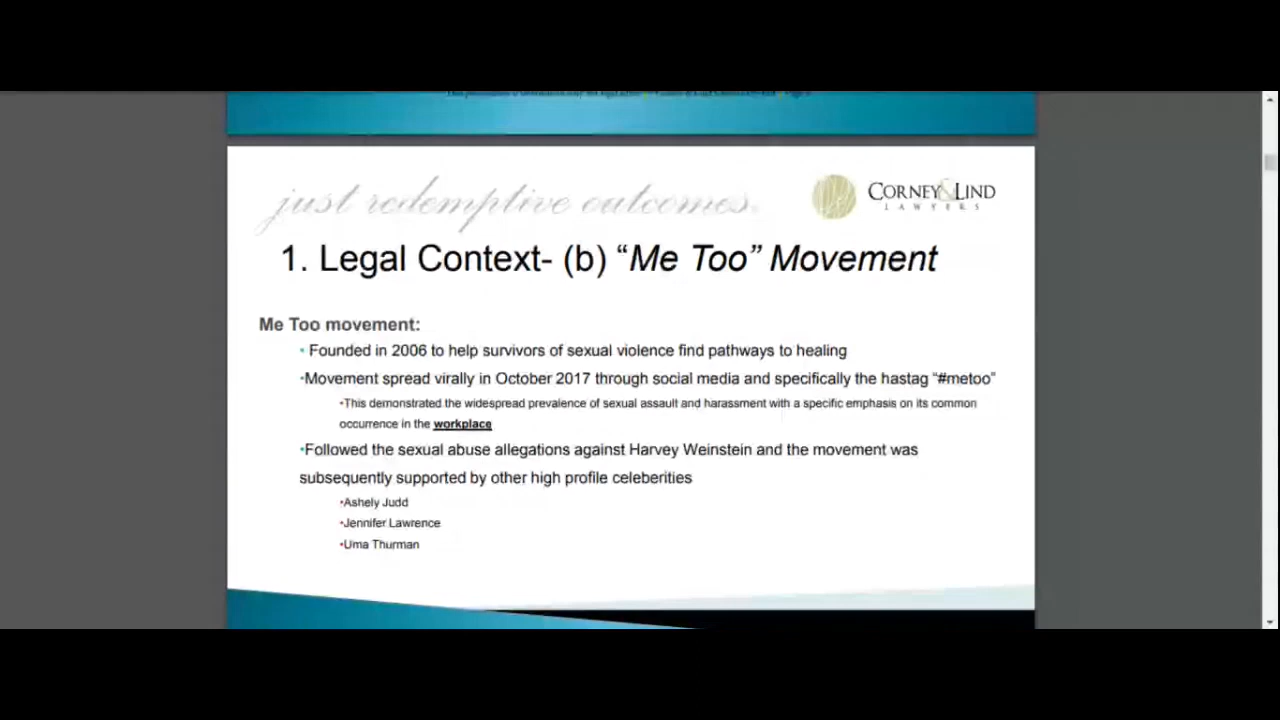 just redemptive outcomes.
CORNEY & LIND
LAWYERS
1. Legal Context- (b) “Me Too” Movement
Me Too movement:
• Founded in 2006 to help survivors of sexual violence find pathways to healing
•Movement spread virally in October 2017 through social media and specifically the hastag “#metoo”
•This demonstrated the widespread prevalence of sexual assault and harassment with a specific emphasis on its common
occurrence in the workplace
•Followed the sexual abuse allegations against Harvey Weinstein and the movement was
subsequently supported by other high profile celeberities
•Ashely Judd
•Jennifer Lawrence
•Uma Thurman